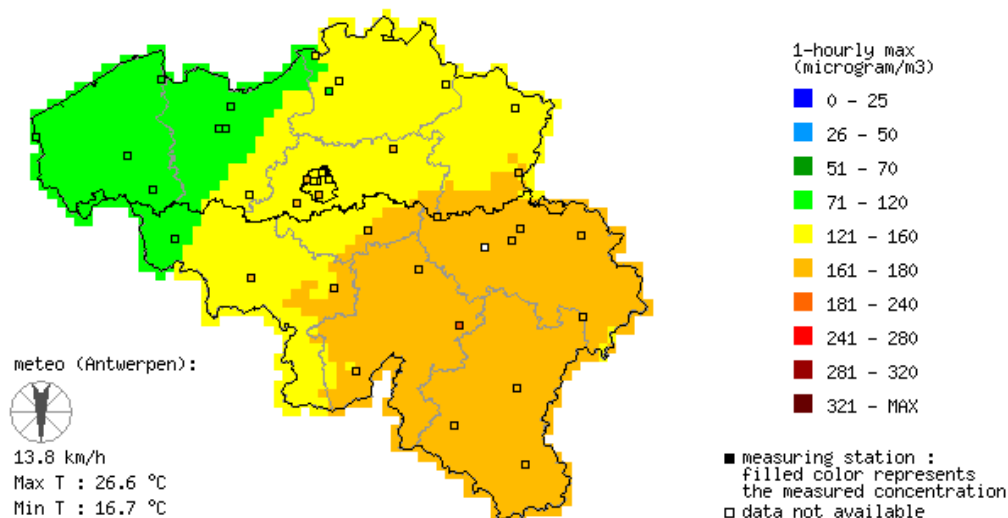 1-hourly max
(microgram/m3)
0 - 25
26 - 50
51 - 70
71 - 120
121 - 160
161 - 180
181 - 240
241 - 280
281 - 320
321 - MAX
meteo (Antwerpen):
13.8 km/h
Max T : 26.6 °C
Min T : 16.7 °C
measuring station :
filled color represents
the measured concentration
data not available